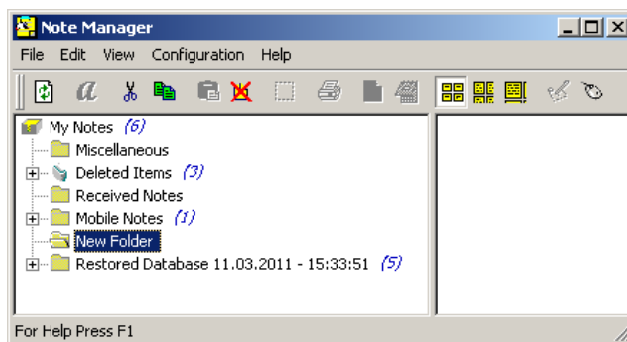 Note Manager
File Edit View Configuration Help
a
My Notes (6)
Miscellaneous
Deleted Items (3)
Received Notes
Mobile Notes (1)
New Folder
Restored Database 11.03.2011 - 15:33:51 (5)
For Help Press F1